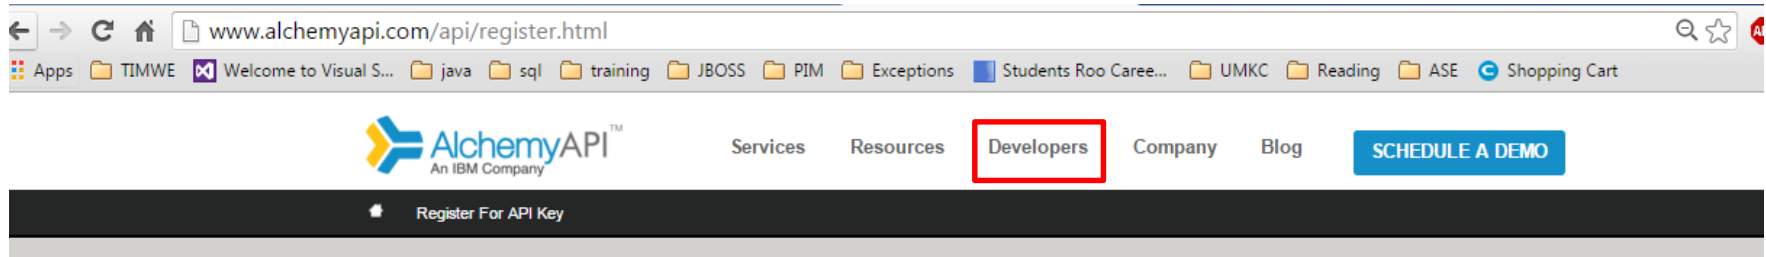 www.alchemyapi.com/api/register.html
Apps TIMWE Welcome to Visual S... java sql training JBOSS PIM Exceptions Students Roo Caree... UMKC Reading ASE Shopping Cart
AlchemyAPI™ Services Resources Developers Company Blog SCHEDULE A DEMO
An IBM Company
Register For API Key